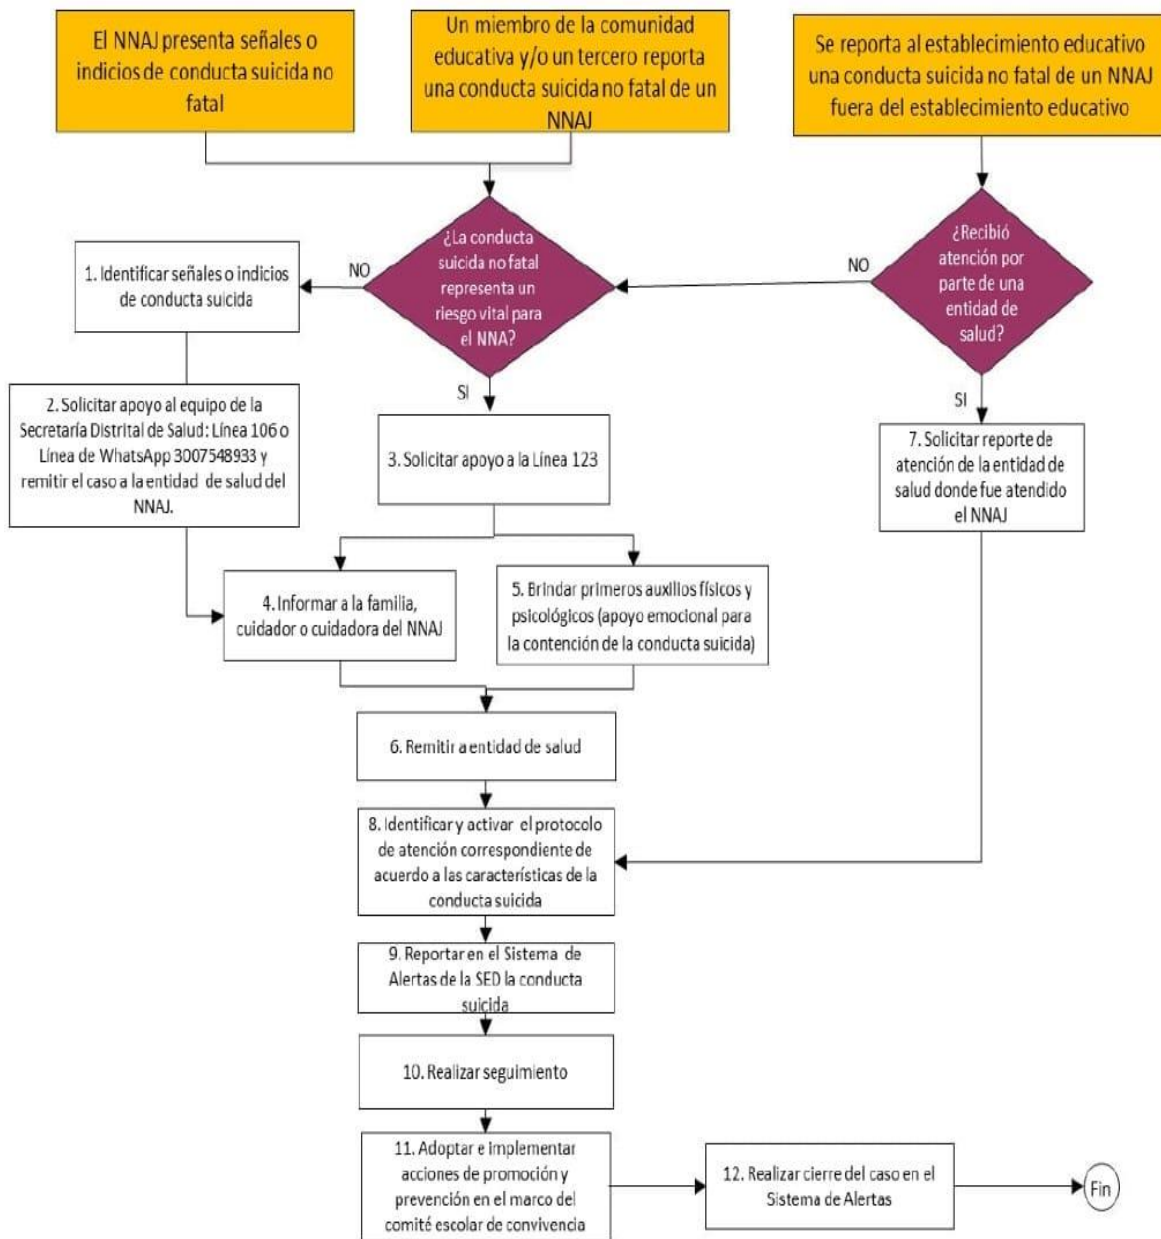 El NNAJ presenta señales o
indicios de conducta suicida no
fatal
Un miembro de la comunidad
educativa y/o un tercero reporta
una conducta suicida no fatal de un
NNAJ
Se reporta al establecimiento educativo
una conducta suicida no fatal de un NNAJ
fuera del establecimiento educativo
¿La conducta
suicida no fatal
representa un
riesgo vital para
el NNA?
¿Recibió
atención por
parte de una
entidad de
salud?
NO
NO
1. Identificar señales o indicios
de conducta suicida
SI
SI
2. Solicitar apoyo al equipo de la
Secretaría Distrital de Salud: Línea 106 o
Línea de WhatsApp 3007548933 y
remitir el caso a la entidad de salud del
NNAJ.
3. Solicitar apoyo a la Línea 123
7. Solicitar reporte de
atención de la entidad de
salud donde fue atendido
el NNAJ
4. Informar a la familia,
cuidador o cuidadora del NNAJ
5. Brindar primeros auxilios físicos y
psicológicos (apoyo emocional para
la contención de la conducta suicida)
6. Remitir a entidad de salud
8. Identificar y activar el protocolo
de atención correspondiente de
acuerdo a las características de la
conducta suicida
9. Reportar en el Sistema de
Alertas de la SED la conducta
suicida
10. Realizar seguimiento
11. Adoptar e implementar
acciones de promoción y
prevención en el marco del
comité escolar de convivencia
12. Realizar cierre del caso en el
Sistema de Alertas
Fin